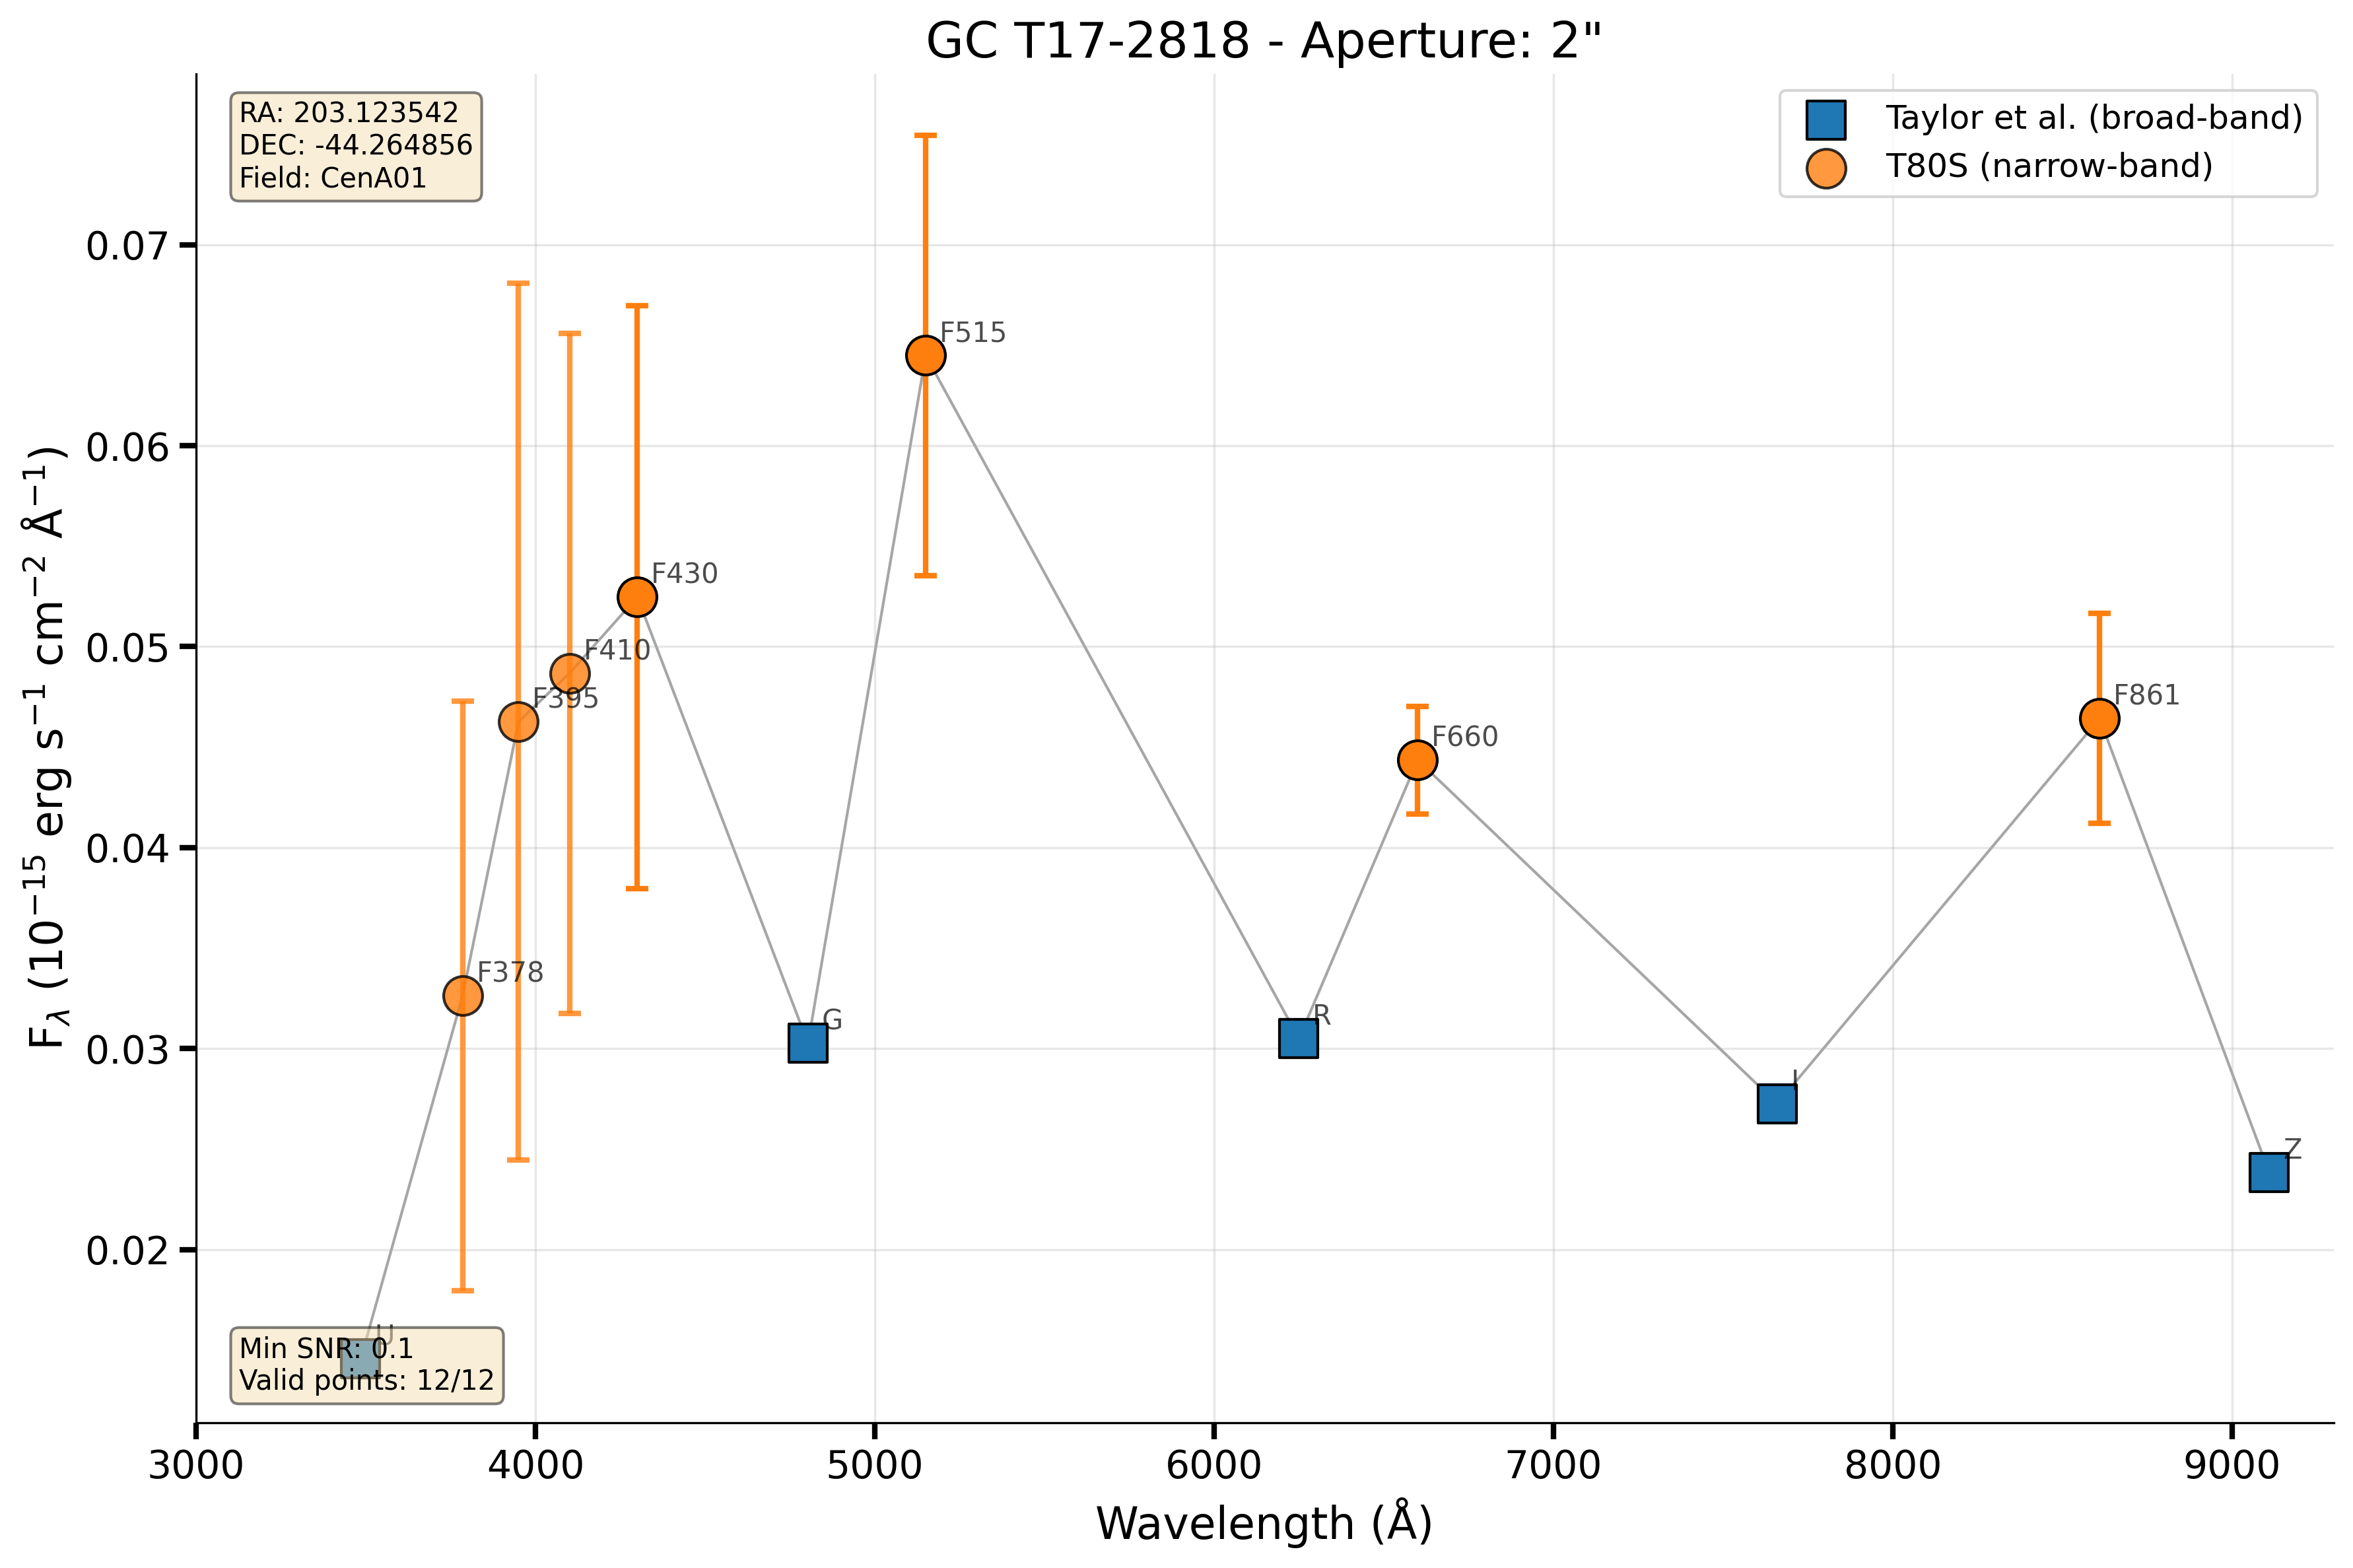 GC T17-2818 - Aperture: 2"
RA: 203.123542
DEC: -44.264856
Field: CenA01
Taylor et al. (broad-band)
T80S (narrow-band)
F515
F430
F410
F395
F378
F660
F861
G
R
I
Z
U
Min SNR: 0.1
Valid points: 12/12
0.07
0.06
0.05
0.04
0.03
0.02
F_λ (10⁻¹⁵ erg s⁻¹ cm⁻² Å⁻¹)
3000 4000 5000 6000 7000 8000 9000
Wavelength (Å)